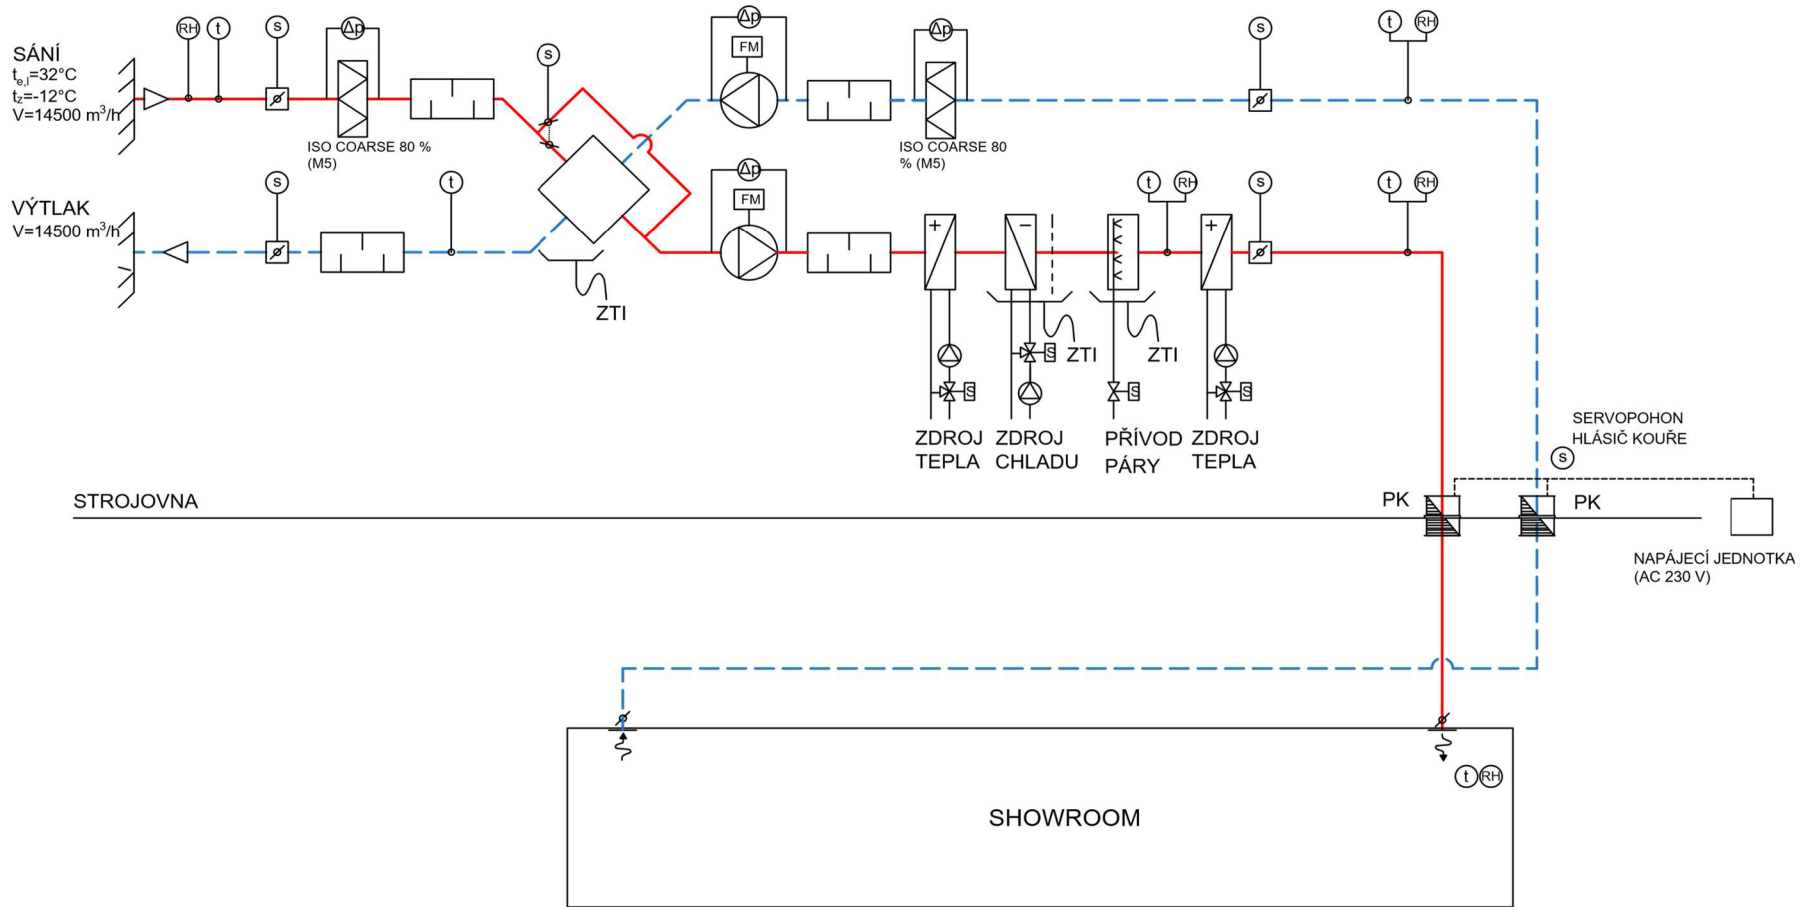 SÁNÍ
te,l=32°C
tz=-12°C
V=14500 m³/h
RH
t
s
Δp
ISO COARSE 80 %
(M5)
s
Δp
FM
Δp
ISO COARSE 80
% (M5)
s
t
RH
VÝTLAK
V=14500 m³/h
s
t
ZTI
Δp
FM
+
−
t
RH
+
s
t
RH
ZTI
ZTI
S
S
S
S
ZDROJ
TEPLA
ZDROJ
CHLADU
PŘÍVOD
PÁRY
ZDROJ
TEPLA
SERVOPOHON
HLÁSIČ KOUŘE
s
STROJOVNA
PK
PK
NAPÁJECÍ JEDNOTKA
(AC 230 V)
t
RH
SHOWROOM